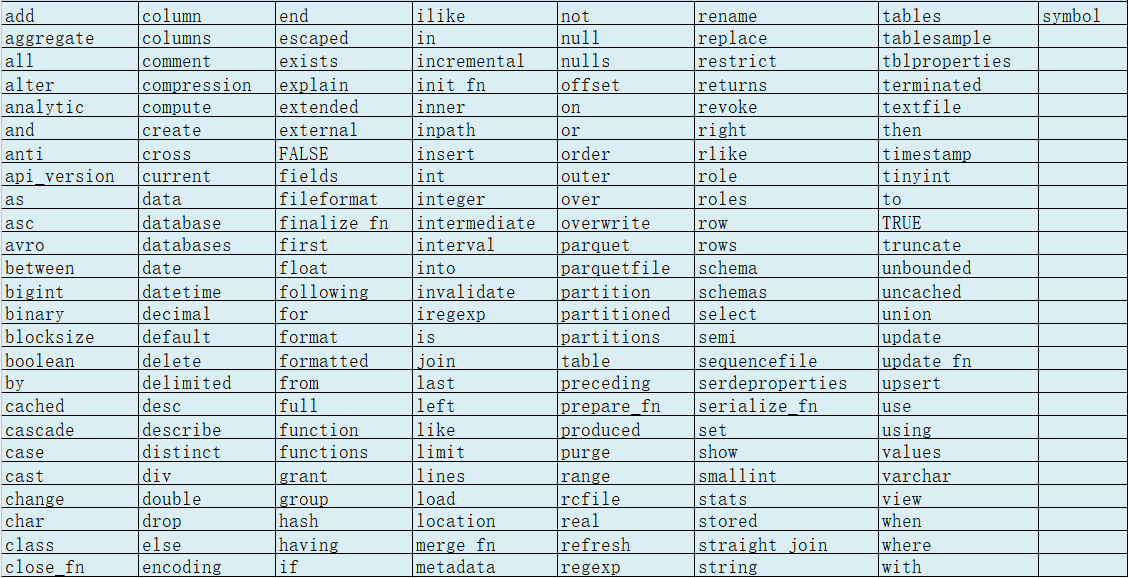 add column end ilike not rename tables symbol
aggregate columns escaped in null replace tablesample
all comment exists incremental nulls restrict tblproperties
alter compression explain init_fn offset returns terminated
analytic compute extended inner on revoke textfile
and create external inpath or right then
anti cross FALSE insert order rlike timestamp
api_version current fields int outer role tinyint
as data fileformat integer over roles to
asc database finalize_fn intermediate overwrite row TRUE
avro databases first interval parquet rows truncate
between date float into parquetfile schema unbounded
bigint datetime following invalidate partition schemas uncached
binary decimal for iregexp partitioned select union
blocksize default format is partitions semi update
boolean delete formatted join table sequencefile update_fn
by delimited from last preceding serdeproperties upsert
cached desc full left prepare_fn serialize_fn use
cascade describe function like produced set using
case distinct functions limit purge show values
cast div grant lines range smallint varchar
change double group load rcfile stats view
char drop hash location real stored when
class else having merge_fn refresh straight_join where
close_fn encoding if metadata regexp string with